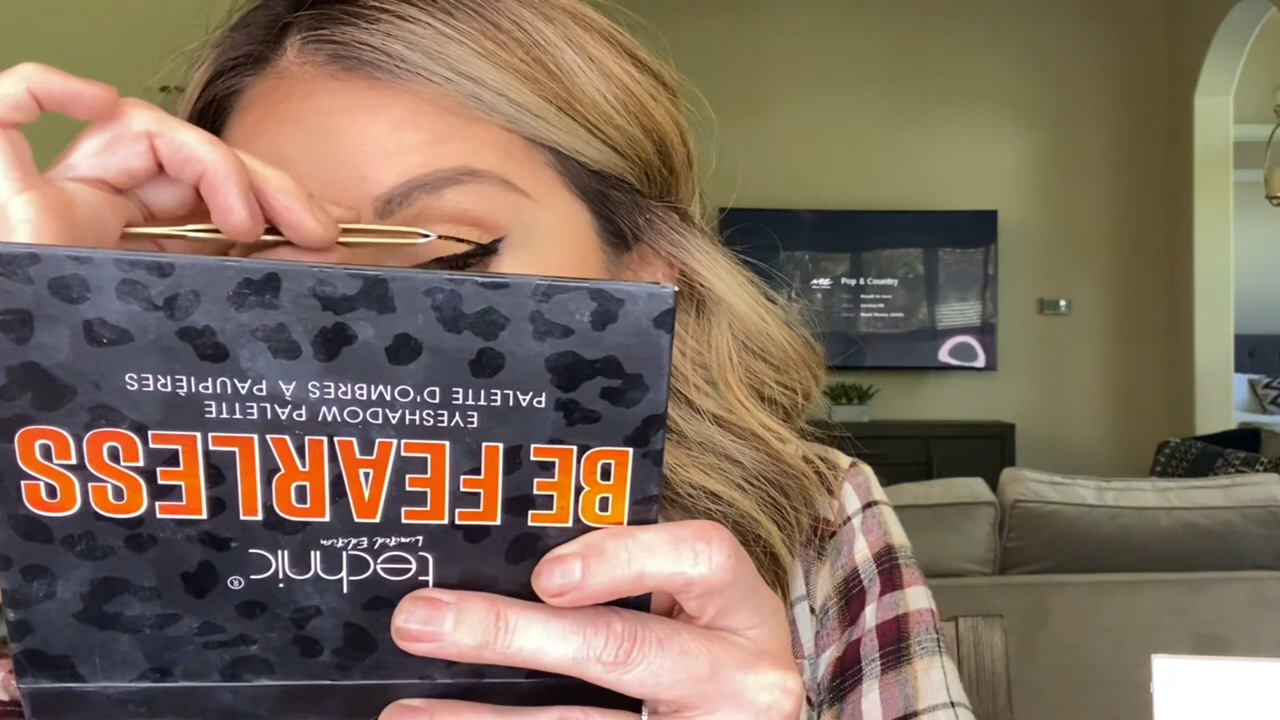 technic®
Limited Edition
BE FEARLESS
EYESHADOW PALETTE
PALETTE D'OMBRES À PAUPIÈRES
Pop & Country